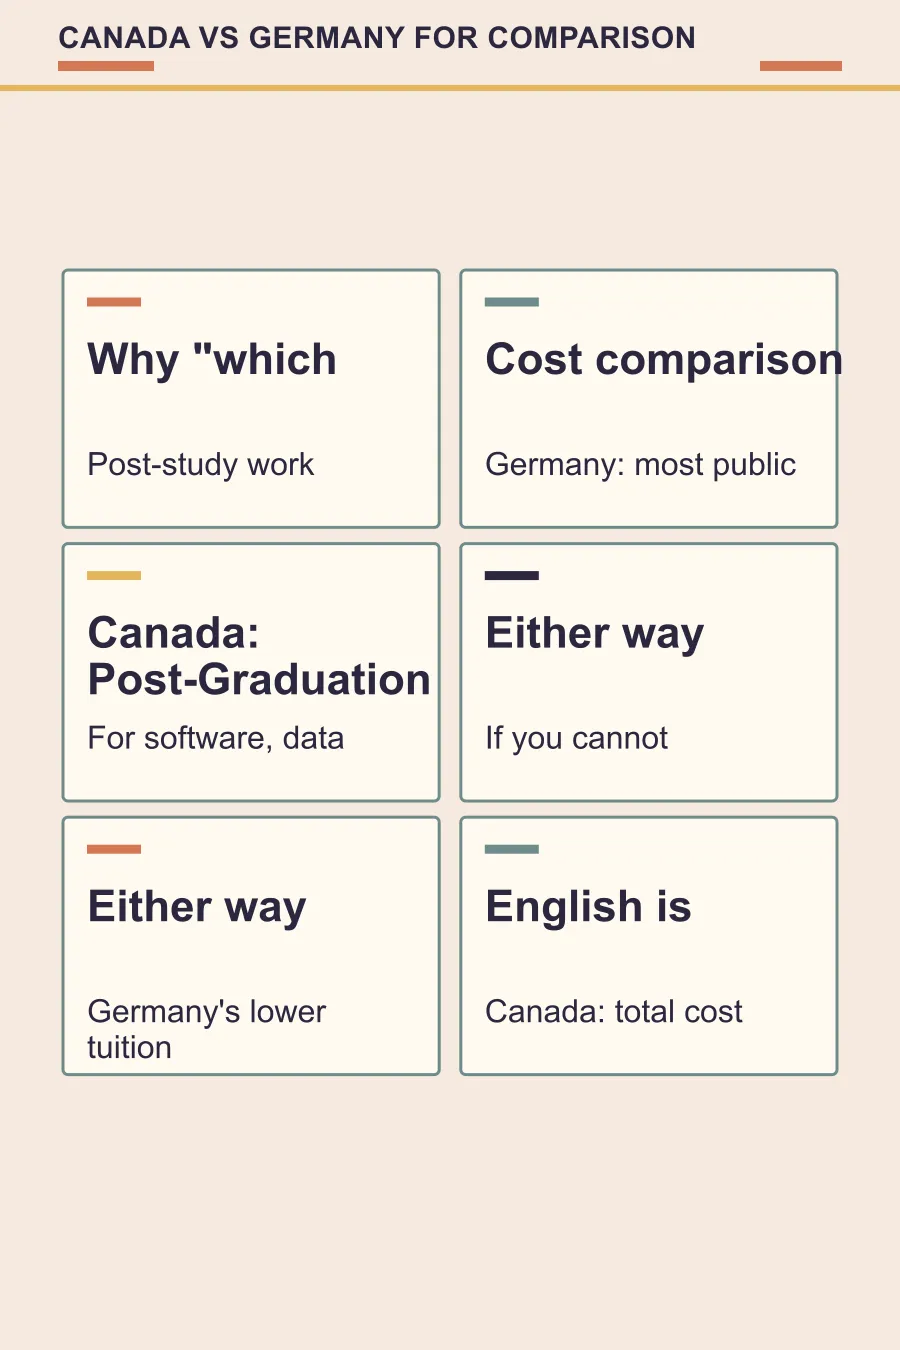 CANADA VS GERMANY FOR COMPARISON
Why "which
Post-study work
Cost comparison
Germany: most public
Canada:
Post-Graduation
For software, data
Either way
If you cannot
Either way
Germany's lower
tuition
English is
Canada: total cost